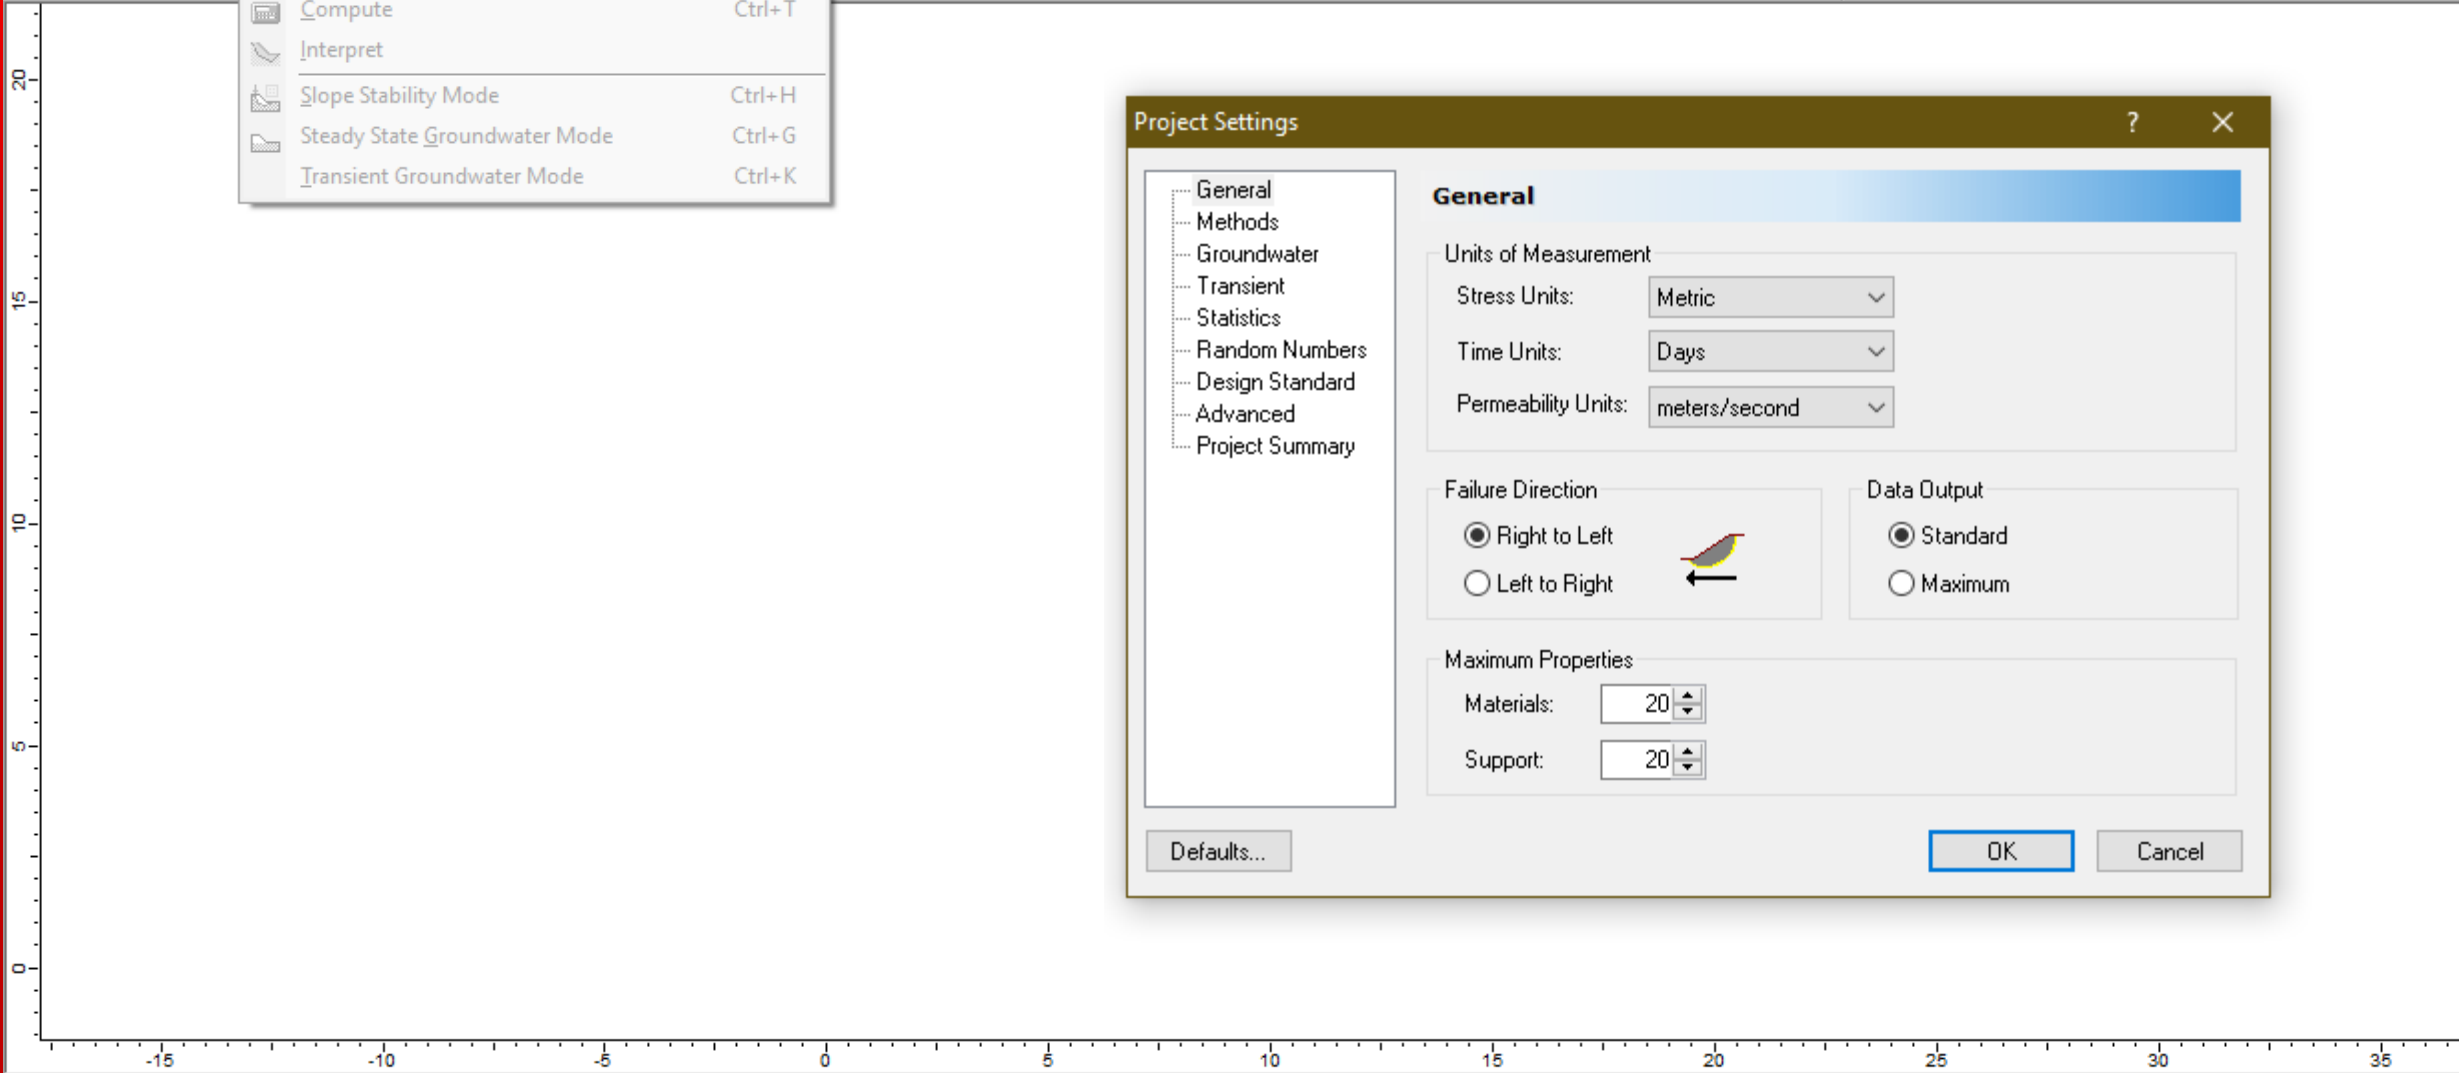 Compute Ctrl+T
Interpret
Slope Stability Mode Ctrl+H
Steady State Groundwater Mode Ctrl+G
Transient Groundwater Mode Ctrl+K
Project Settings ? ×
General
Methods
Groundwater
Transient
Statistics
Random Numbers
Design Standard
Advanced
Project Summary
General
Units of Measurement
Stress Units: Metric
Time Units: Days
Permeability Units: meters/second
Failure Direction
Right to Left
Left to Right
Data Output
Standard
Maximum
Maximum Properties
Materials: 20
Support: 20
Defaults... OK Cancel
20
15
10
5
0
-15 -10 -5 0 5 10 15 20 25 30 35